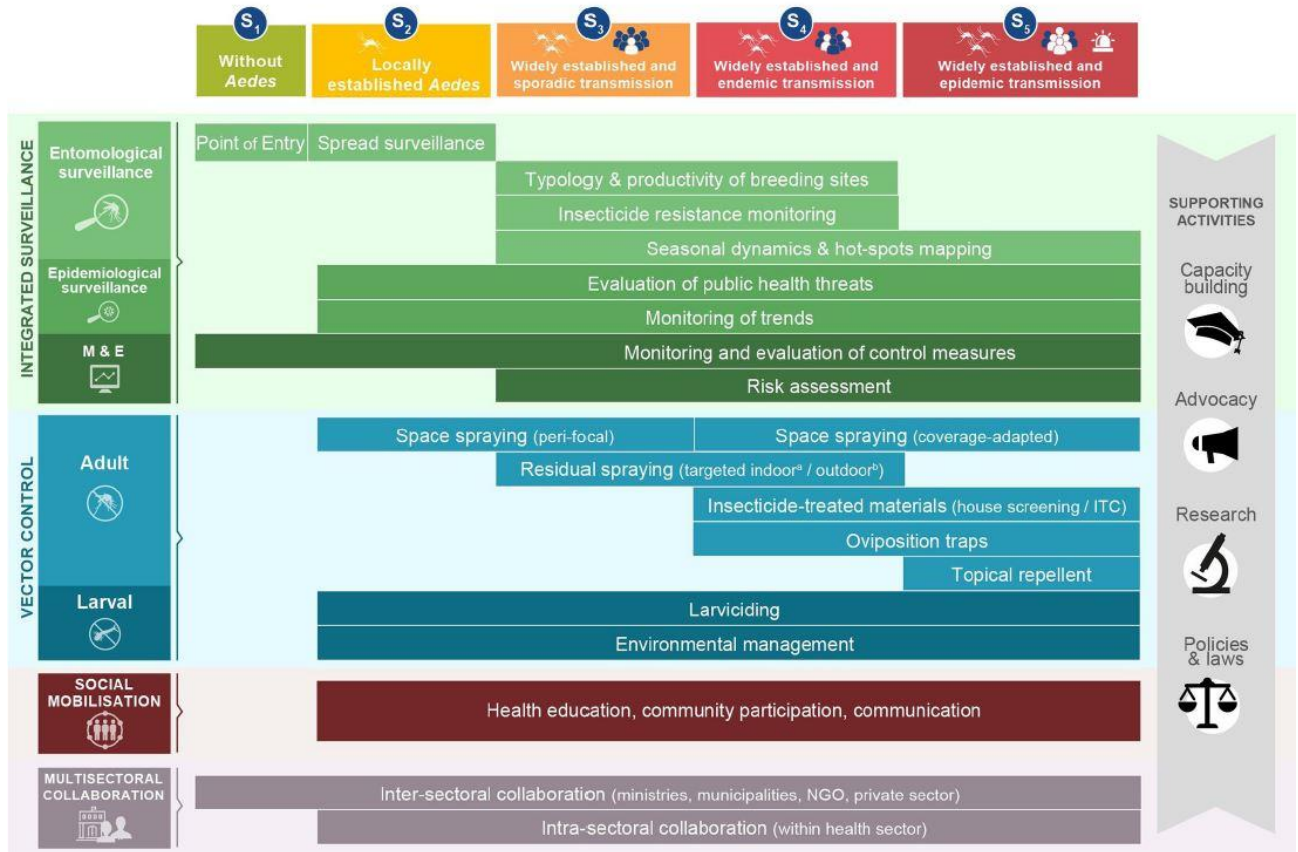 S1
Without
Aedes
S2
Locally
established Aedes
S3
Widely established and
sporadic transmission
S4
Widely established and
endemic transmission
S5
Widely established and
epidemic transmission
INTEGRATED SURVEILLANCE
Entomological
surveillance
Point of Entry
Spread surveillance
Typology & productivity of breeding sites
Insecticide resistance monitoring
Seasonal dynamics & hot-spots mapping
Epidemiological
surveillance
Evaluation of public health threats
Monitoring of trends
M & E
Monitoring and evaluation of control measures
Risk assessment
VECTOR CONTROL
Adult
Space spraying (peri-focal)
Space spraying (coverage-adapted)
Residual spraying (targeted indoorᵃ / outdoorᵇ)
Insecticide-treated materials (house screening / ITC)
Oviposition traps
Topical repellent
Larval
Larviciding
Environmental management
SOCIAL
MOBILISATION
Health education, community participation, communication
MULTISECTORAL
COLLABORATION
Inter-sectoral collaboration (ministries, municipalities, NGO, private sector)
Intra-sectoral collaboration (within health sector)
SUPPORTING
ACTIVITIES
Capacity
building
Advocacy
Research
Policies
& laws